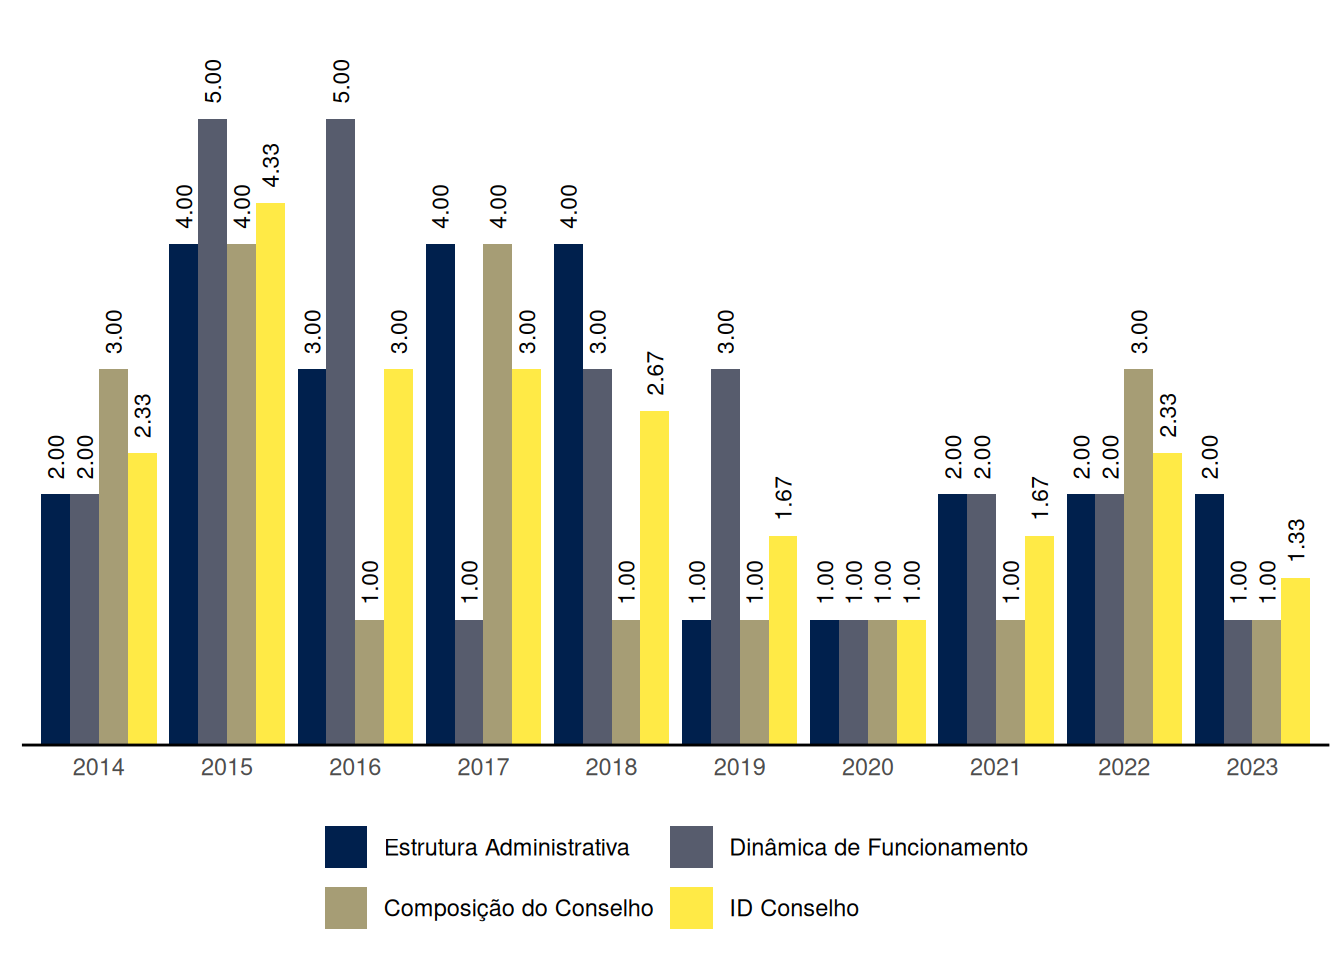 2.00 2.00 3.00 2.33
4.00 5.00 4.00 4.33
3.00 5.00 1.00 3.00
4.00 1.00 4.00 3.00
4.00 3.00 1.00 2.67
1.00 3.00 1.00 1.67
1.00 1.00 1.00 1.00
2.00 2.00 1.00 1.67
2.00 2.00 3.00 2.33
2.00 1.00 1.00 1.33
2014 2015 2016 2017 2018 2019 2020 2021 2022 2023
Estrutura Administrativa Dinâmica de Funcionamento
Composição do Conselho ID Conselho